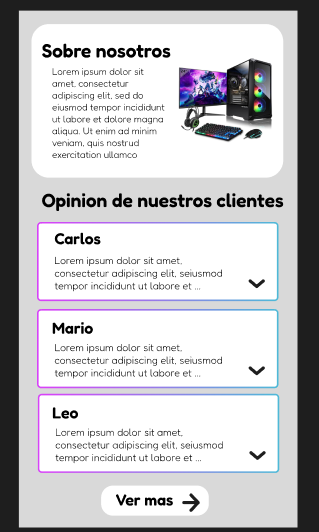 Sobre nosotros
Lorem ipsum dolor sit
amet, consectetur
adipiscing elit, sed do
eiusmod tempor incididunt
ut labore et dolore magna
aliqua. Ut enim ad minim
veniam, quis nostrud
exercitation ullamco
Opinion de nuestros clientes
Carlos
Lorem ipsum dolor sit amet,
consectetur adipiscing elit, seiusmod
tempor incididunt ut labore et ...
Mario
Lorem ipsum dolor sit amet,
consectetur adipiscing elit, seiusmod
tempor incididunt ut labore et ...
Leo
Lorem ipsum dolor sit amet,
consectetur adipiscing elit, seiusmod
tempor incididunt ut labore et ...
Ver mas